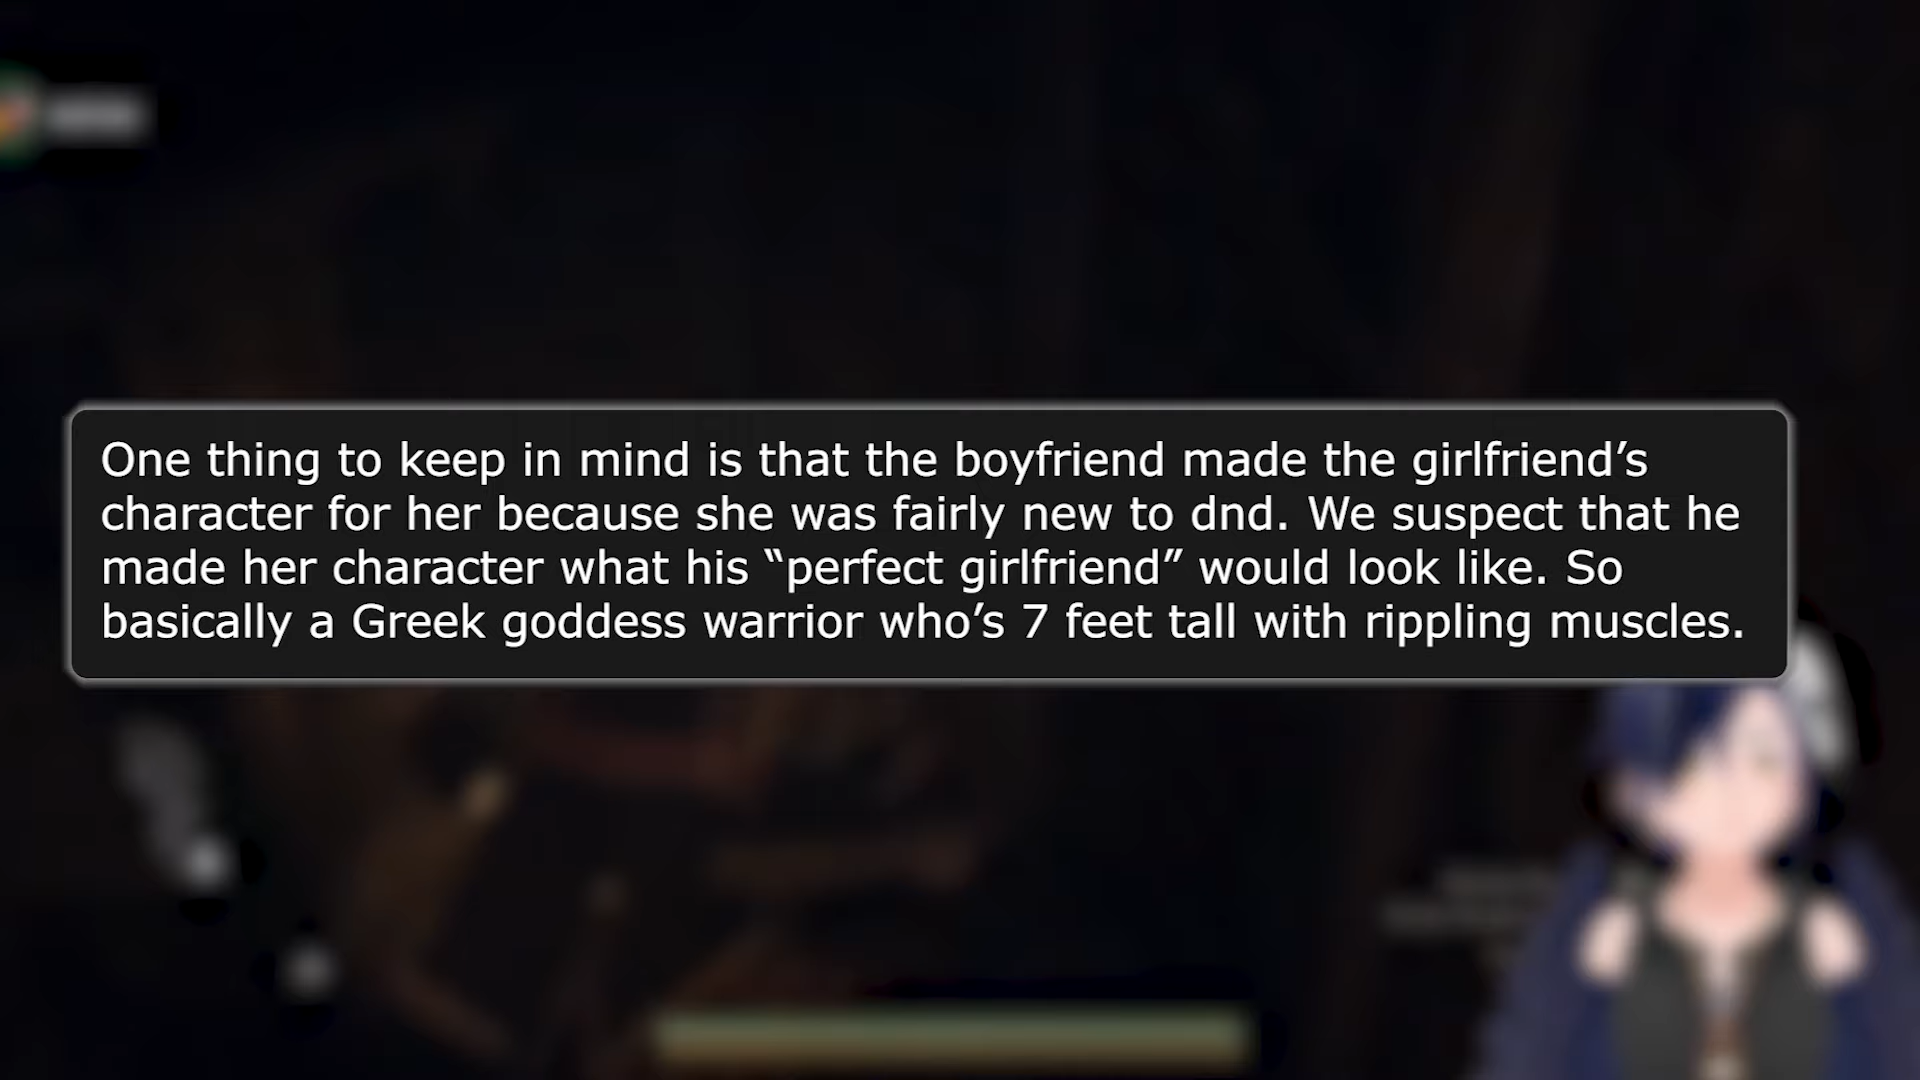 One thing to keep in mind is that the boyfriend made the girlfriend’s
character for her because she was fairly new to dnd. We suspect that he
made her character what his “perfect girlfriend” would look like. So
basically a Greek goddess warrior who’s 7 feet tall with rippling muscles.